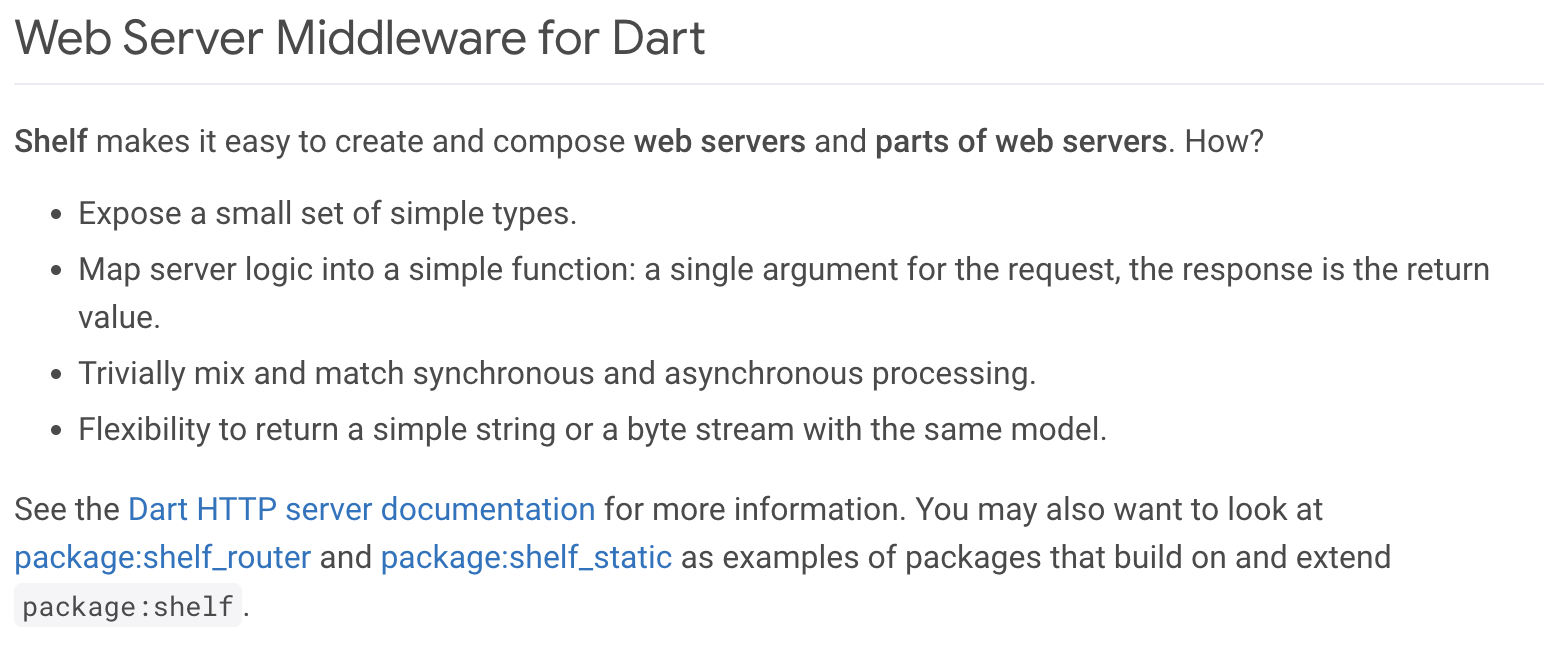 Web Server Middleware for Dart
Shelf makes it easy to create and compose web servers and parts of web servers. How?
• Expose a small set of simple types.
• Map server logic into a simple function: a single argument for the request, the response is the return
value.
• Trivially mix and match synchronous and asynchronous processing.
• Flexibility to return a simple string or a byte stream with the same model.
See the Dart HTTP server documentation for more information. You may also want to look at
package:shelf_router and package:shelf_static as examples of packages that build on and extend
package:shelf.